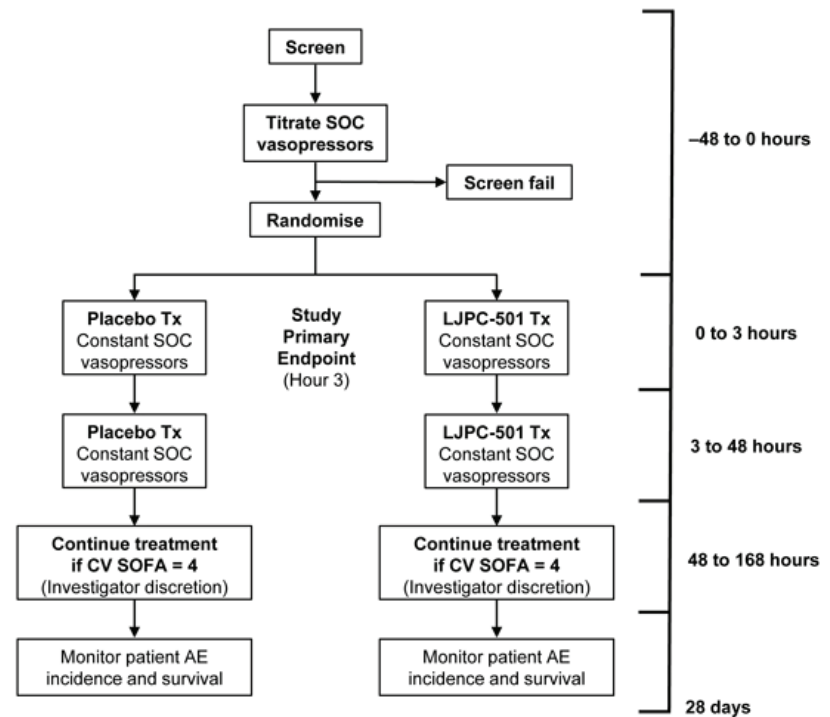 Screen
Titrate SOC
vasopressors
–48 to 0 hours
Screen fail
Randomise
Placebo Tx
Constant SOC
vasopressors
Study
Primary
Endpoint
(Hour 3)
LJPC-501 Tx
Constant SOC
vasopressors
0 to 3 hours
Placebo Tx
Constant SOC
vasopressors
LJPC-501 Tx
Constant SOC
vasopressors
3 to 48 hours
Continue treatment
if CV SOFA = 4
(Investigator discretion)
Continue treatment
if CV SOFA = 4
(Investigator discretion)
48 to 168 hours
Monitor patient AE
incidence and survival
Monitor patient AE
incidence and survival
28 days